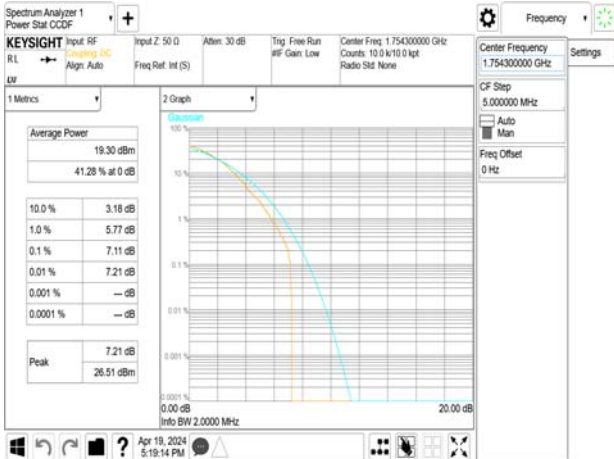 Spectrum Analyzer 1
Power Stat CCDF
Frequency
KEYSIGHT
Input: RF
Input Z: 50 Ω
Atten: 30 dB
Trig: Free Run
Center Freq: 1.754300000 GHz
RL
Coupling: DC
#IF Gain: Low
Counts: 10.0 k/10.0 kpt
Align: Auto
Freq Ref: Int (S)
Radio Std: None
Center Frequency
1.754300000 GHz
Settings
CF Step
5.000000 MHz
Auto
Man
Freq Offset
0 Hz
1 Metrics
2 Graph
Gaussian
Average Power
19.30 dBm
41.28 % at 0 dB
10.0 % 3.18 dB
1.0 % 5.77 dB
0.1 % 7.11 dB
0.01 % 7.21 dB
0.001 % --- dB
0.0001 % --- dB
Peak
7.21 dB
26.51 dBm
100 %
10 %
1 %
0.1 %
0.01 %
0.001 %
0.0001 %
0.00 dB
20.00 dB
Info BW 2.0000 MHz
?
Apr 19, 2024
5:19:14 PM